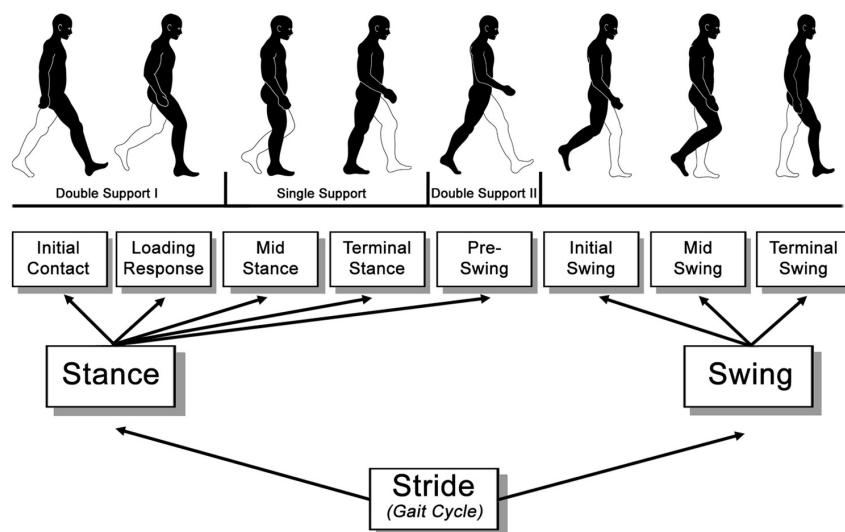 Double Support I
Single Support
Double Support II
Initial
Contact
Loading
Response
Mid
Stance
Terminal
Stance
Pre-
Swing
Initial
Swing
Mid
Swing
Terminal
Swing
Stance
Swing
Stride
(Gait Cycle)